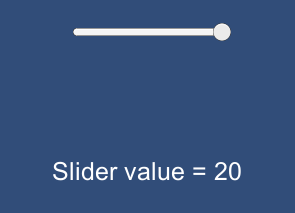 Slider value = 20